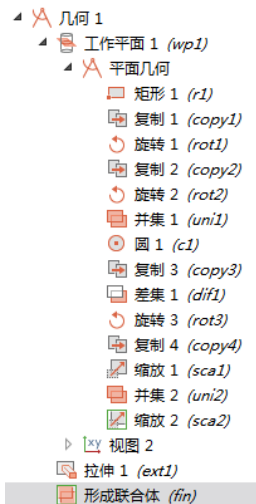 几何 1
工作平面 1 (wp1)
平面几何
矩形 1 (r1)
复制 1 (copy1)
旋转 1 (rot1)
复制 2 (copy2)
旋转 2 (rot2)
并集 1 (uni1)
圆 1 (c1)
复制 3 (copy3)
差集 1 (dif1)
旋转 3 (rot3)
复制 4 (copy4)
缩放 1 (sca1)
并集 2 (uni2)
缩放 2 (sca2)
xy 视图 2
拉伸 1 (ext1)
形成联合体 (fin)